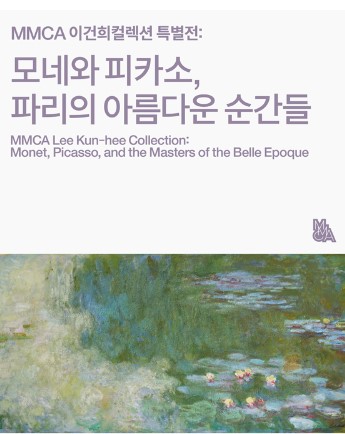 MMCA 이건희컬렉션 특별전:
모네와 피카소,
파리의 아름다운 순간들
MMCA Lee Kun-hee Collection:
Monet, Picasso, and the Masters of the Belle Epoque
MMCA